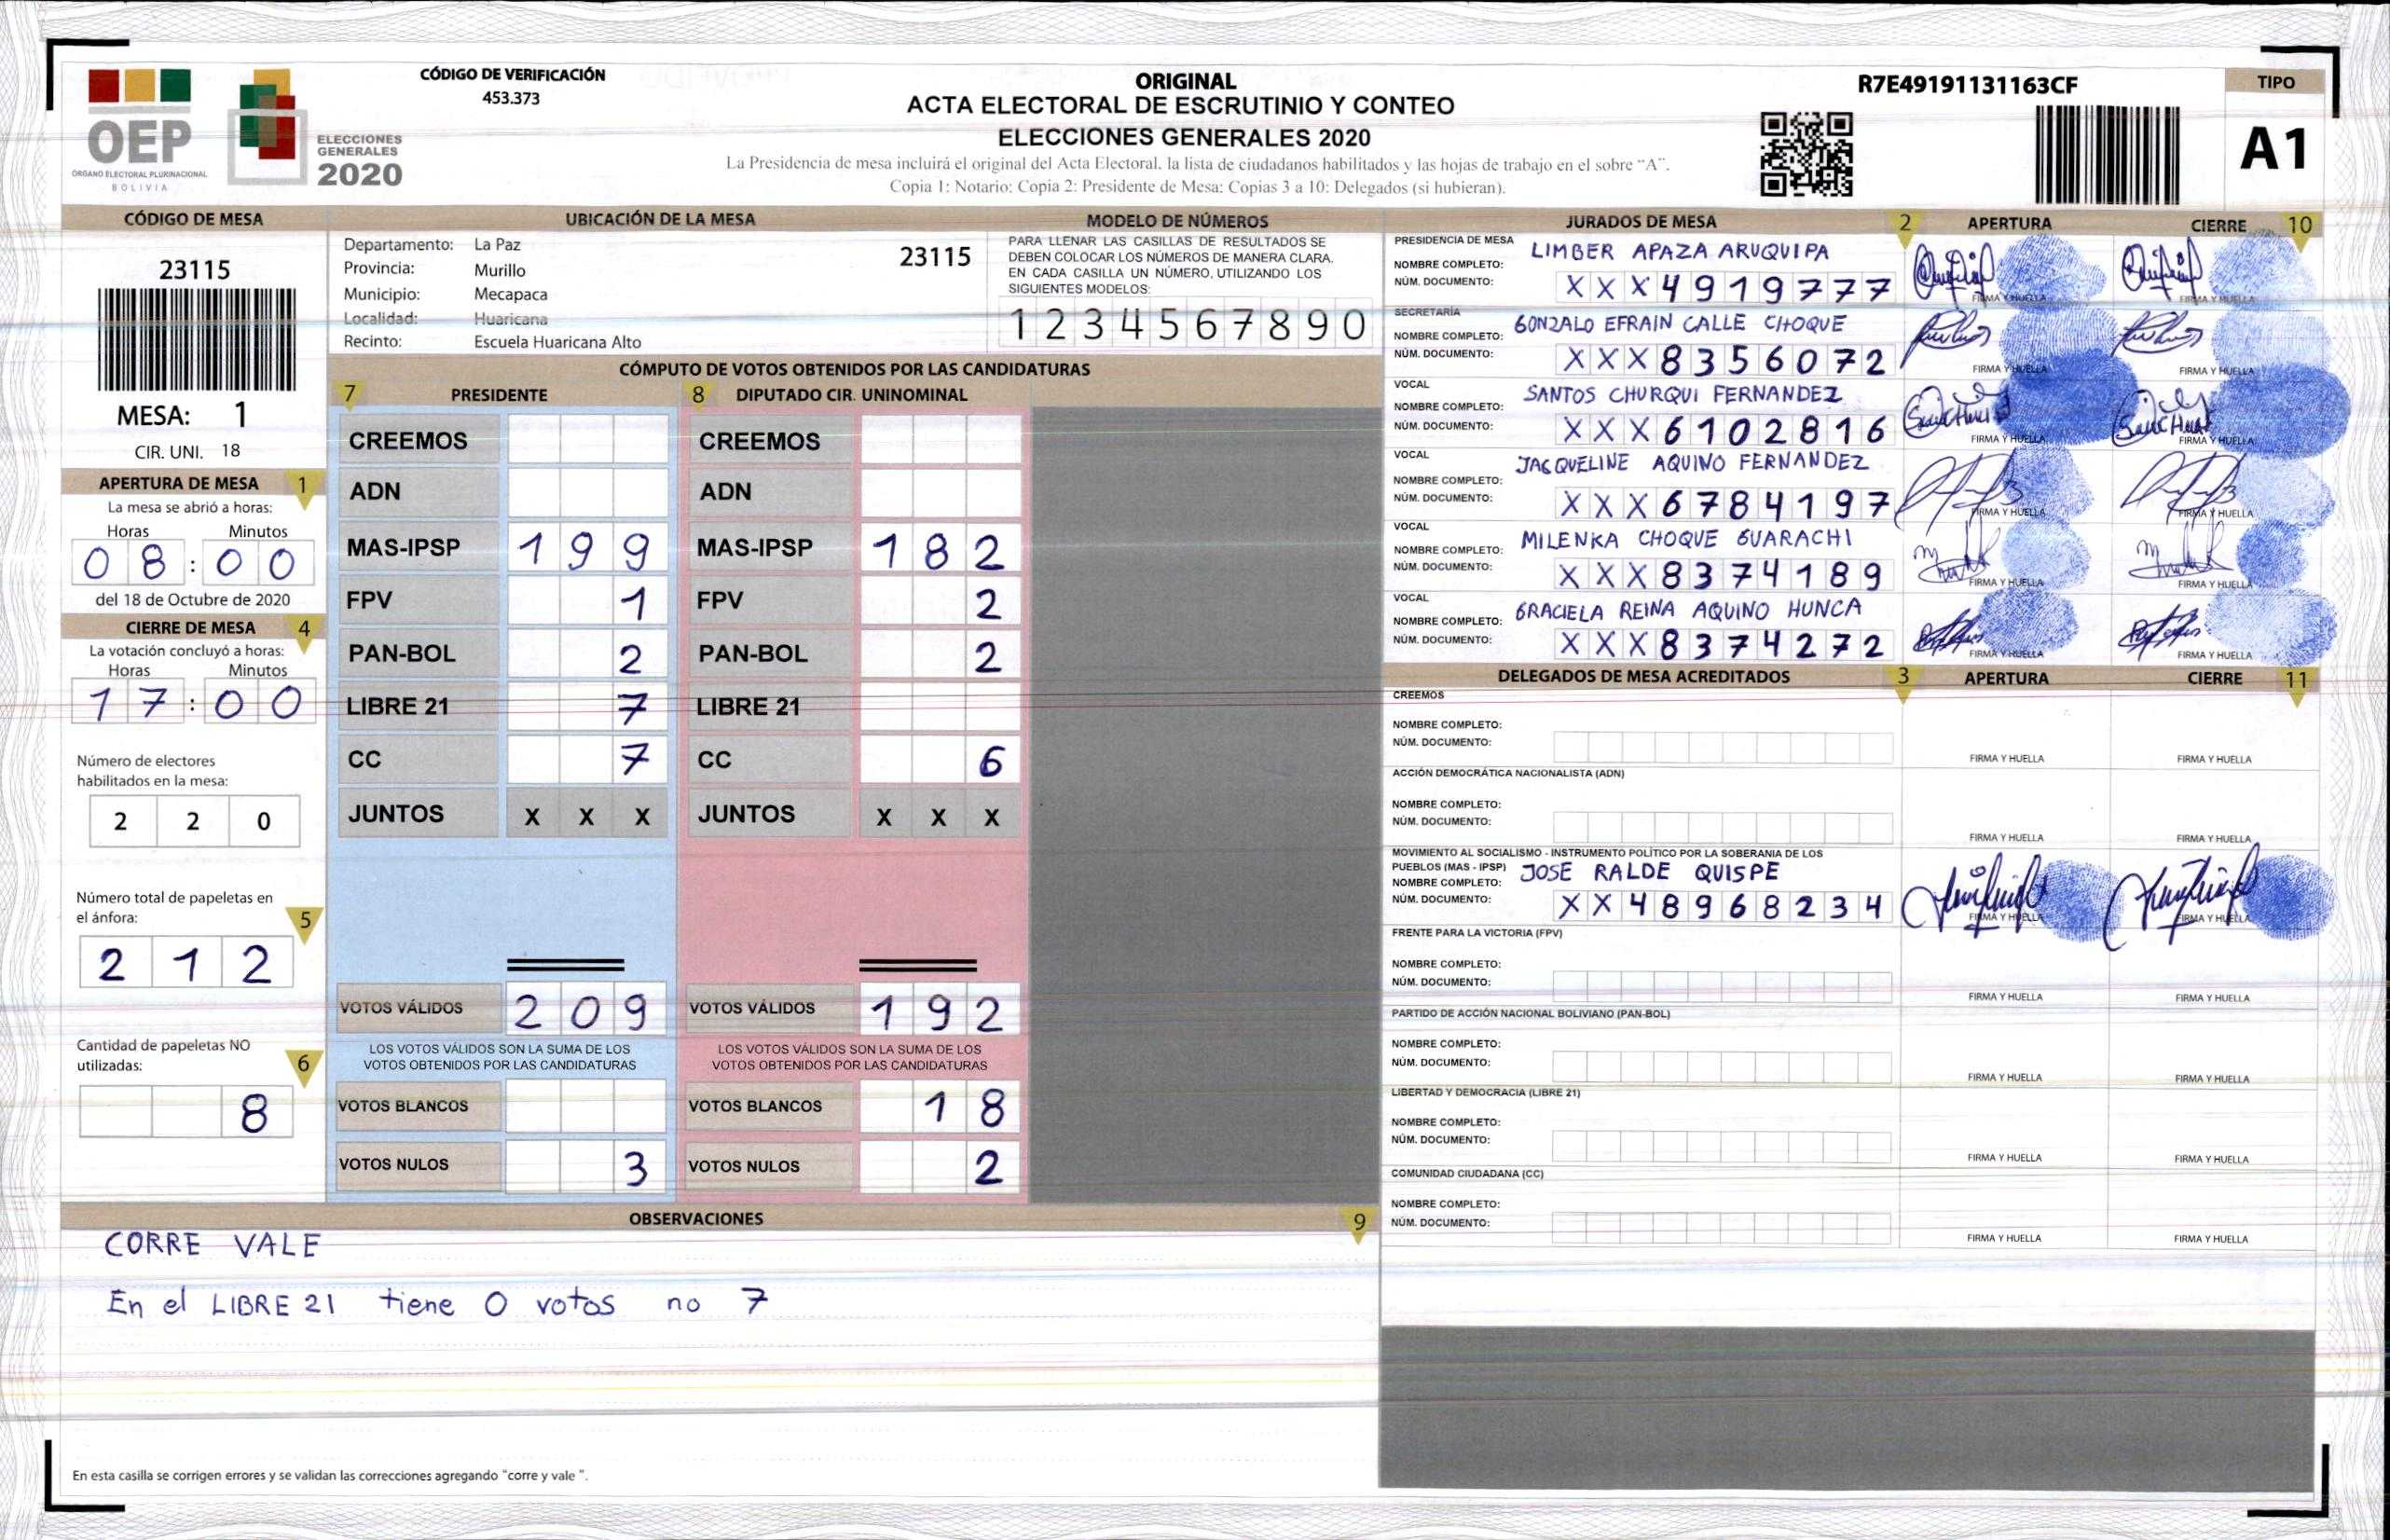 OEP
ÓRGANO ELECTORAL PLURINACIONAL
BOLIVIA
ELECCIONES
GENERALES
2020
CÓDIGO DE VERIFICACIÓN
453.373
ORIGINAL
ACTA ELECTORAL DE ESCRUTINIO Y CONTEO
ELECCIONES GENERALES 2020
La Presidencia de mesa incluirá el original del Acta Electoral, la lista de ciudadanos habilitados y las hojas de trabajo en el sobre "A".
Copia 1: Notario; Copia 2: Presidente de Mesa; Copias 3 a 10: Delegados (si hubieran).
R7E49191131163CF
TIPO
A1
CÓDIGO DE MESA
23115
MESA: 1
CIR. UNI. 18
APERTURA DE MESA 1
La mesa se abrió a horas:
Horas Minutos
08:00
del 18 de Octubre de 2020
CIERRE DE MESA 4
La votación concluyó a horas:
Horas Minutos
17:00
Número de electores
habilitados en la mesa:
220
Número total de papeletas en
el ánfora: 5
212
Cantidad de papeletas NO
utilizadas: 6
8
UBICACIÓN DE LA MESA
Departamento: La Paz 23115
Provincia: Murillo
Municipio: Mecapaca
Localidad: Huaricana
Recinto: Escuela Huaricana Alto
MODELO DE NÚMEROS
PARA LLENAR LAS CASILLAS DE RESULTADOS SE
DEBEN COLOCAR LOS NÚMEROS DE MANERA CLARA.
EN CADA CASILLA UN NÚMERO, UTILIZANDO LOS
SIGUIENTES MODELOS:
1 2 3 4 5 6 7 8 9 0
CÓMPUTO DE VOTOS OBTENIDOS POR LAS CANDIDATURAS
7 PRESIDENTE
CREEMOS
ADN
MAS-IPSP 199
FPV 1
PAN-BOL 2
LIBRE 21 7
CC 7
JUNTOS X X X
VOTOS VÁLIDOS 209
LOS VOTOS VÁLIDOS SON LA SUMA DE LOS
VOTOS OBTENIDOS POR LAS CANDIDATURAS
VOTOS BLANCOS
VOTOS NULOS 3
8 DIPUTADO CIR. UNINOMINAL
CREEMOS
ADN
MAS-IPSP 182
FPV 2
PAN-BOL 2
LIBRE 21
CC 6
JUNTOS X X X
VOTOS VÁLIDOS 192
LOS VOTOS VÁLIDOS SON LA SUMA DE LOS
VOTOS OBTENIDOS POR LAS CANDIDATURAS
VOTOS BLANCOS 18
VOTOS NULOS 2
OBSERVACIONES 9
CORRE VALE
En el LIBRE 21 tiene 0 votos no 7
En esta casilla se corrigen errores y se validan las correcciones agregando "corre y vale ".
JURADOS DE MESA 2 APERTURA CIERRE 10
PRESIDENCIA DE MESA
NOMBRE COMPLETO: LIMBER APAZA ARUQUIPA
NÚM. DOCUMENTO: XXX4919777 FIRMA Y HUELLA FIRMA Y HUELLA
SECRETARÍA
NOMBRE COMPLETO: GONZALO EFRAIN CALLE CHOQUE
NÚM. DOCUMENTO: XXX8356072 FIRMA Y HUELLA FIRMA Y HUELLA
VOCAL
NOMBRE COMPLETO: SANTOS CHURQUI FERNANDEZ
NÚM. DOCUMENTO: XXX6102816 FIRMA Y HUELLA FIRMA Y HUELLA
VOCAL
NOMBRE COMPLETO: JACQUELINE AQUINO FERNANDEZ
NÚM. DOCUMENTO: XXX6784197 FIRMA Y HUELLA FIRMA Y HUELLA
VOCAL
NOMBRE COMPLETO: MILENKA CHOQUE GUARACHI
NÚM. DOCUMENTO: XXX8374189 FIRMA Y HUELLA FIRMA Y HUELLA
VOCAL
NOMBRE COMPLETO: GRACIELA REINA AQUINO HUNCA
NÚM. DOCUMENTO: XXX8374272 FIRMA Y HUELLA FIRMA Y HUELLA
DELEGADOS DE MESA ACREDITADOS 3 APERTURA CIERRE 11
CREEMOS
NOMBRE COMPLETO:
NÚM. DOCUMENTO: FIRMA Y HUELLA FIRMA Y HUELLA
ACCIÓN DEMOCRÁTICA NACIONALISTA (ADN)
NOMBRE COMPLETO:
NÚM. DOCUMENTO: FIRMA Y HUELLA FIRMA Y HUELLA
MOVIMIENTO AL SOCIALISMO - INSTRUMENTO POLÍTICO POR LA SOBERANIA DE LOS
PUEBLOS (MAS - IPSP)
NOMBRE COMPLETO: JOSE RALDE QUISPE
NÚM. DOCUMENTO: XX48968234 FIRMA Y HUELLA FIRMA Y HUELLA
FRENTE PARA LA VICTORIA (FPV)
NOMBRE COMPLETO:
NÚM. DOCUMENTO: FIRMA Y HUELLA FIRMA Y HUELLA
PARTIDO DE ACCIÓN NACIONAL BOLIVIANO (PAN-BOL)
NOMBRE COMPLETO:
NÚM. DOCUMENTO: FIRMA Y HUELLA FIRMA Y HUELLA
LIBERTAD Y DEMOCRACIA (LIBRE 21)
NOMBRE COMPLETO:
NÚM. DOCUMENTO: FIRMA Y HUELLA FIRMA Y HUELLA
COMUNIDAD CIUDADANA (CC)
NOMBRE COMPLETO:
NÚM. DOCUMENTO: FIRMA Y HUELLA FIRMA Y HUELLA